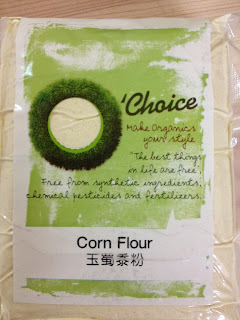 'Choice
Make Organics
your style
"The best things
in life are free.
Free from synthetic ingredients,
chemical pesticides and fertilizers.
Corn Flour
玉蜀黍粉